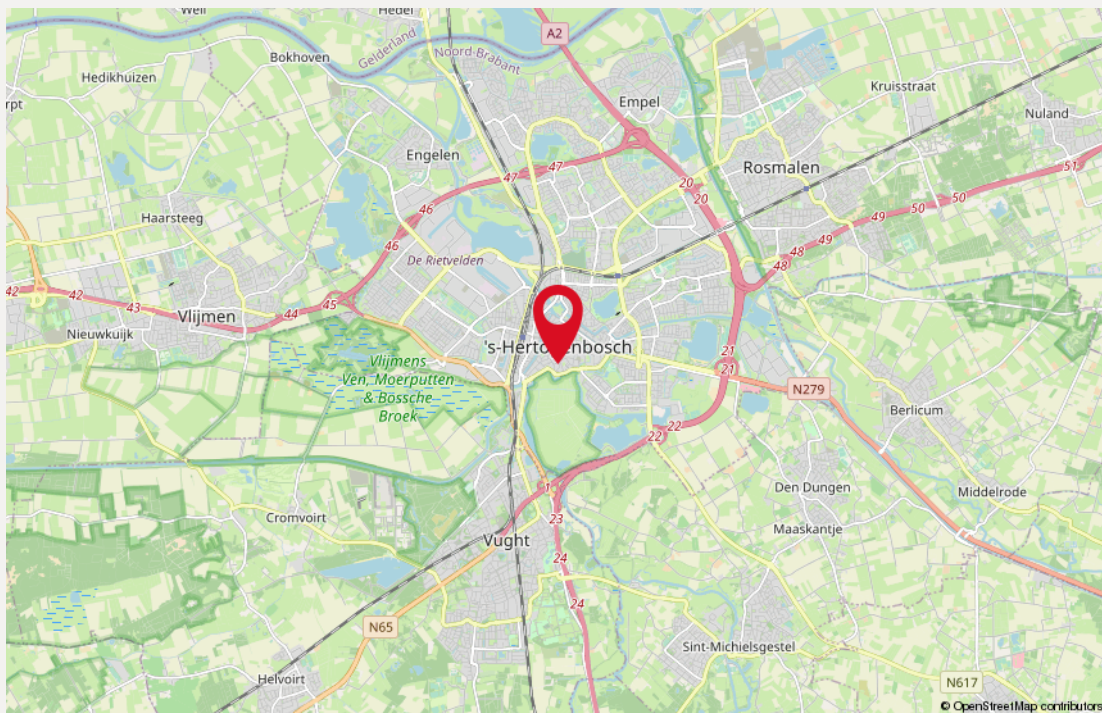 Well
Hedel
A2
Gelderland
Noord-Brabant
Bokhoven
Hedikhuizen
Kruisstraat
Empel
Nuland
Engelen
Rosmalen
51
47
47
20
20
50
50
49
49
48
48
46
46
45
44
43
42
42
Haarsteeg
De Rietvelden
Vlijmen
Nieuwkuijk
21
21
Vlijmens
Ven, Moerputten
& Bossche
Broek
N279
Berlicum
22
22
Den Dungen
Middelrode
Cromvoirt
23
Maaskantje
Vught
24
24
N65
Sint-Michielsgestel
Helvoirt
N617
© OpenStreetMap contributors